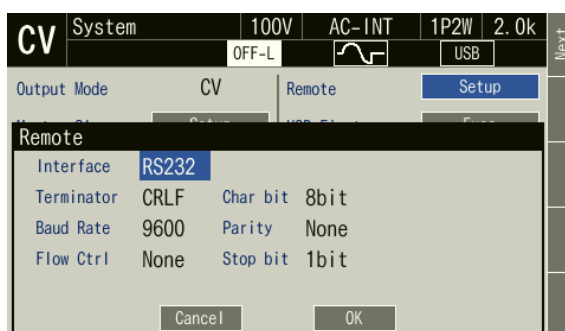 CV System 100V AC-INT 1P2W 2.0k Next
OFF-L USB
Output Mode CV Remote Setup
Remote
Interface RS232
Terminator CRLF Char bit 8bit
Baud Rate 9600 Parity None
Flow Ctrl None Stop bit 1bit
Cancel OK